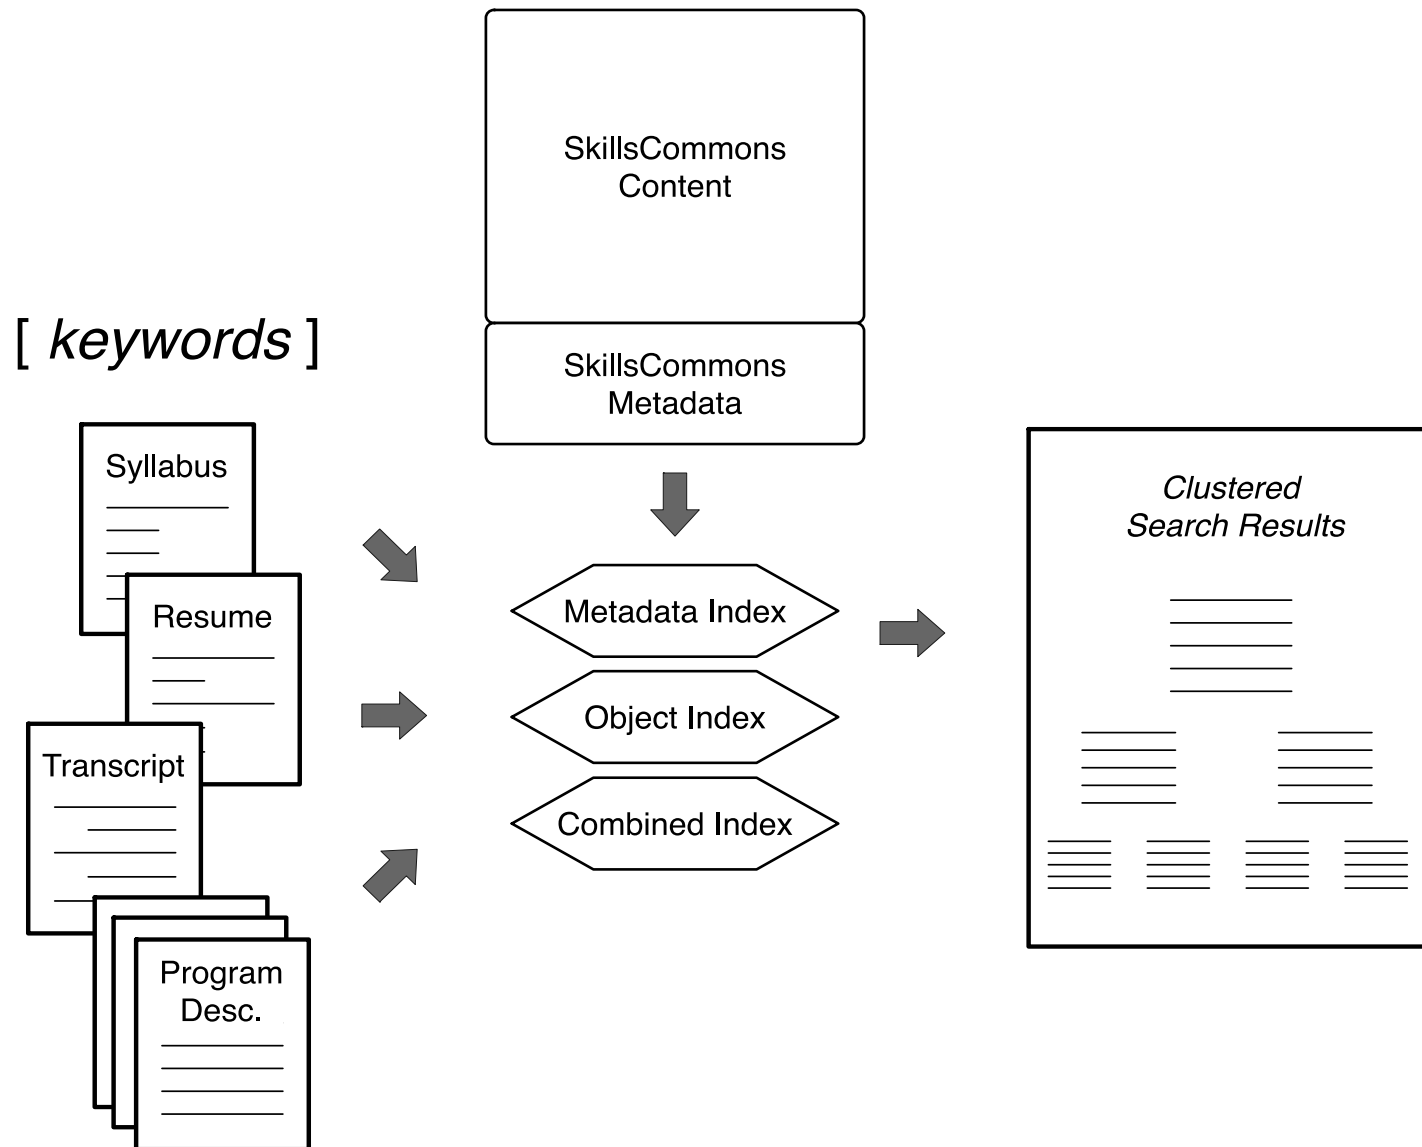 SkillsCommons
Content
SkillsCommons
Metadata
[ keywords ]
Syllabus
Resume
Transcript
Program
Desc.
Metadata Index
Object Index
Combined Index
Clustered
Search Results